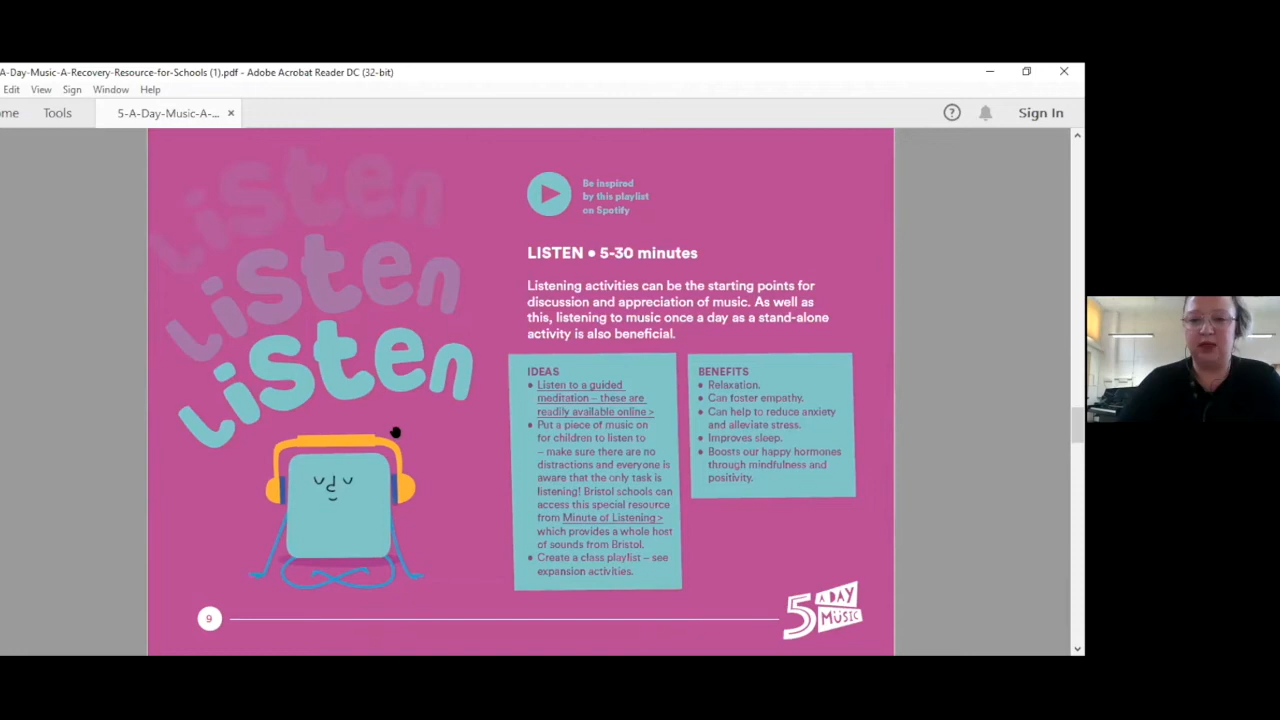 A-Day-Music-A-Recovery-Resource-for-Schools (1).pdf - Adobe Acrobat Reader DC (32-bit)
Edit View Sign Window Help
ome Tools 5-A-Day-Music-A-... × Sign In
Listen
Listen
Listen
Be inspired
by this playlist
on Spotify
LISTEN • 5-30 minutes
Listening activities can be the starting points for
discussion and appreciation of music. As well as
this, listening to music once a day as a stand-alone
activity is also beneficial.
IDEAS
• Listen to a guided
meditation – these are
readily available online >
• Put a piece of music on
for children to listen to
– make sure there are no
distractions and everyone is
aware that the only task is
listening! Bristol schools can
access this special resource
from Minute of Listening >
which provides a whole host
of sounds from Bristol.
• Create a class playlist – see
expansion activities.
BENEFITS
• Relaxation.
• Can foster empathy.
• Can help to reduce anxiety
and alleviate stress.
• Improves sleep.
• Boosts our happy hormones
through mindfulness and
positivity.
9
5 A DAY
MUSIC